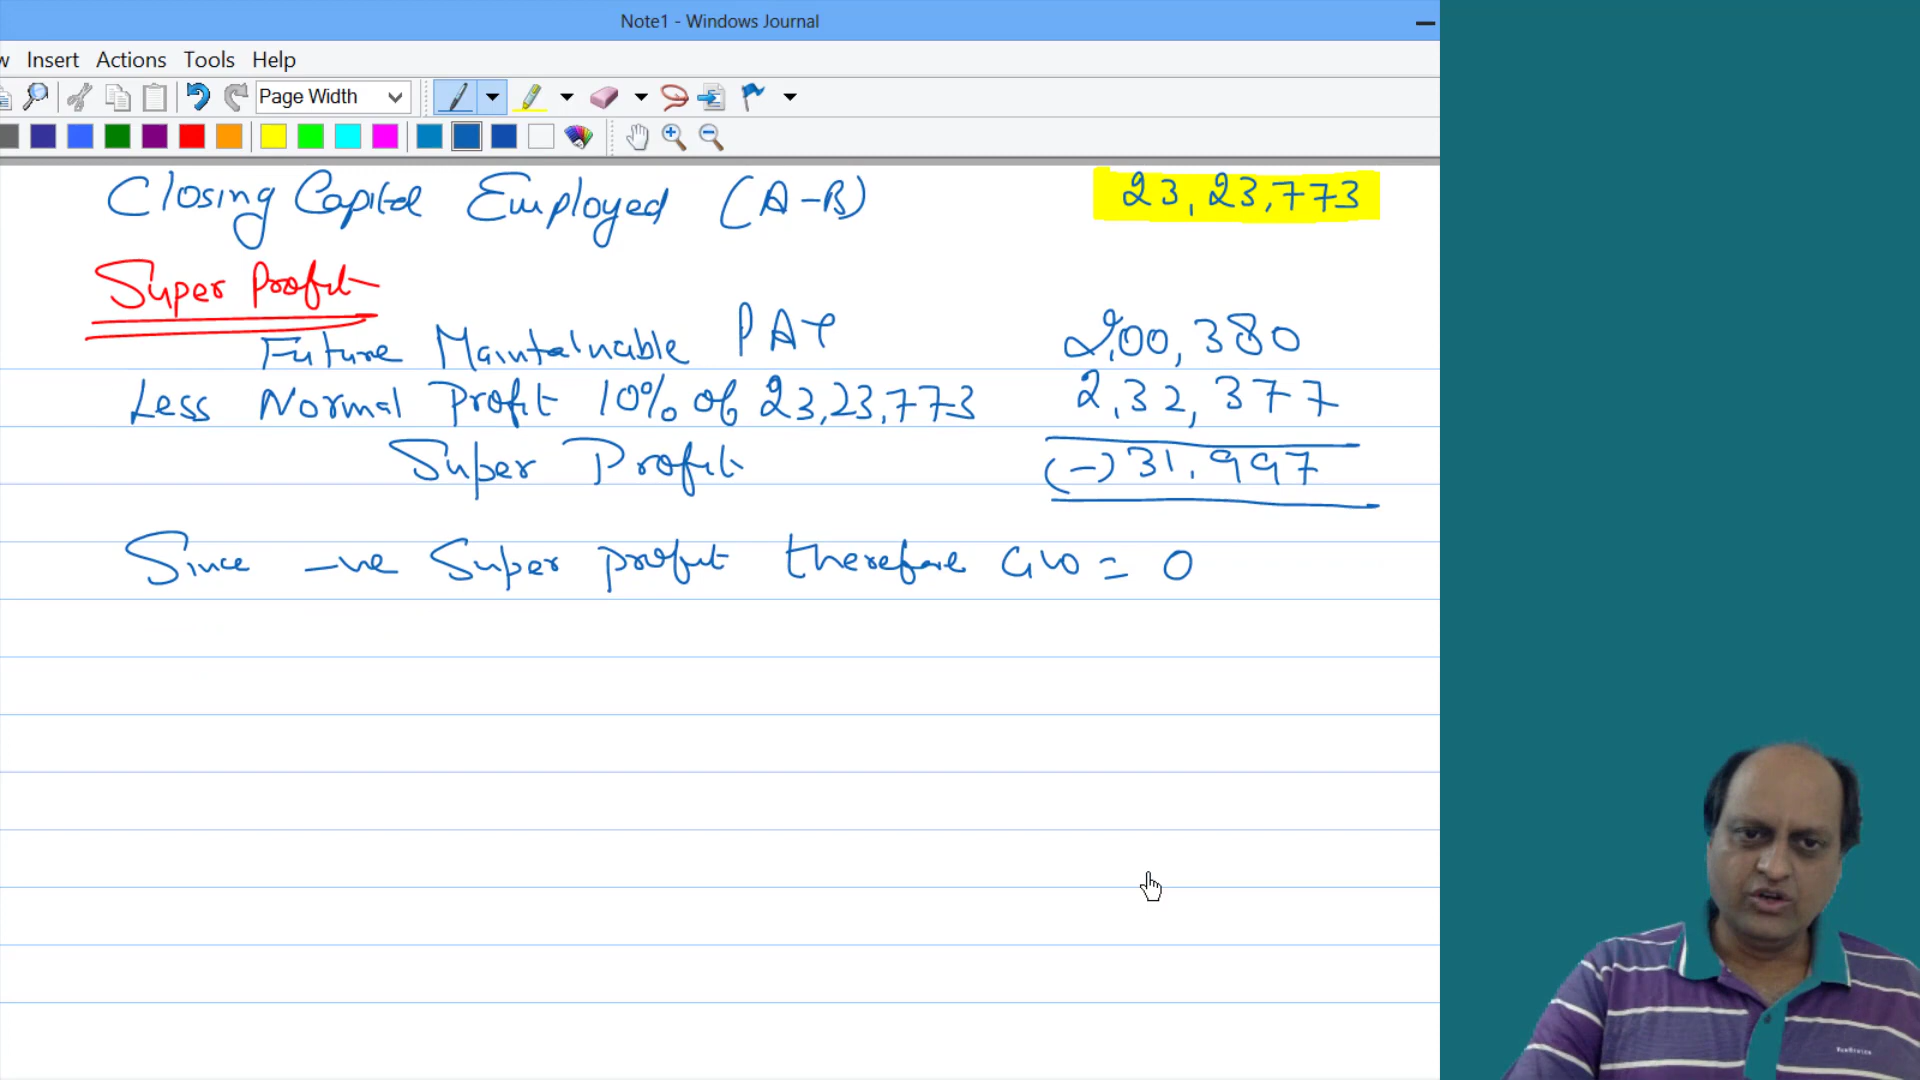 Note1 - Windows Journal
w Insert Actions Tools Help
Page Width
Closing Capital Employed (A-B) 23,23,773
Super Profit
Future Maintainable PAT 2,00,380
Less Normal Profit 10% of 23,23,773 2,32,377
Super Profit (-) 31,997
Since -ve Super profit therefore GW = 0